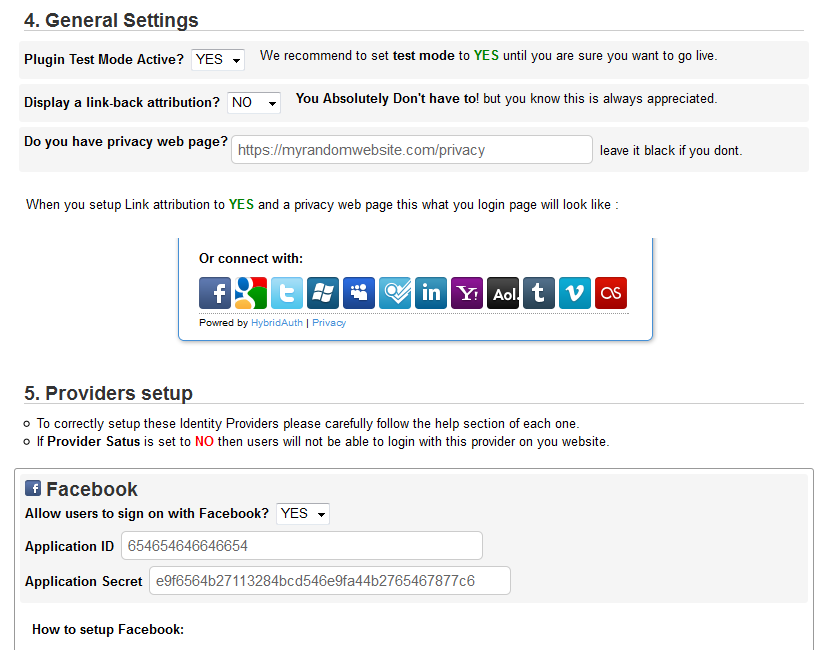 4. General Settings
Plugin Test Mode Active? YES We recommend to set test mode to YES until you are sure you want to go live.
Display a link-back attribution? NO You Absolutely Don't have to! but you know this is always appreciated.
Do you have privacy web page? https://myrandomwebsite.com/privacy leave it black if you dont.
When you setup Link attribution to YES and a privacy web page this what you login page will look like :
Or connect with:
f t in Y! Aol. t v os
Powred by HybridAuth | Privacy
5. Providers setup
To correctly setup these Identity Providers please carefully follow the help section of each one.
If Provider Satus is set to NO then users will not be able to login with this provider on you website.
f Facebook
Allow users to sign on with Facebook? YES
Application ID 654654646646654
Application Secret e9f6564b27113284bcd546e9fa44b2765467877c6
How to setup Facebook: